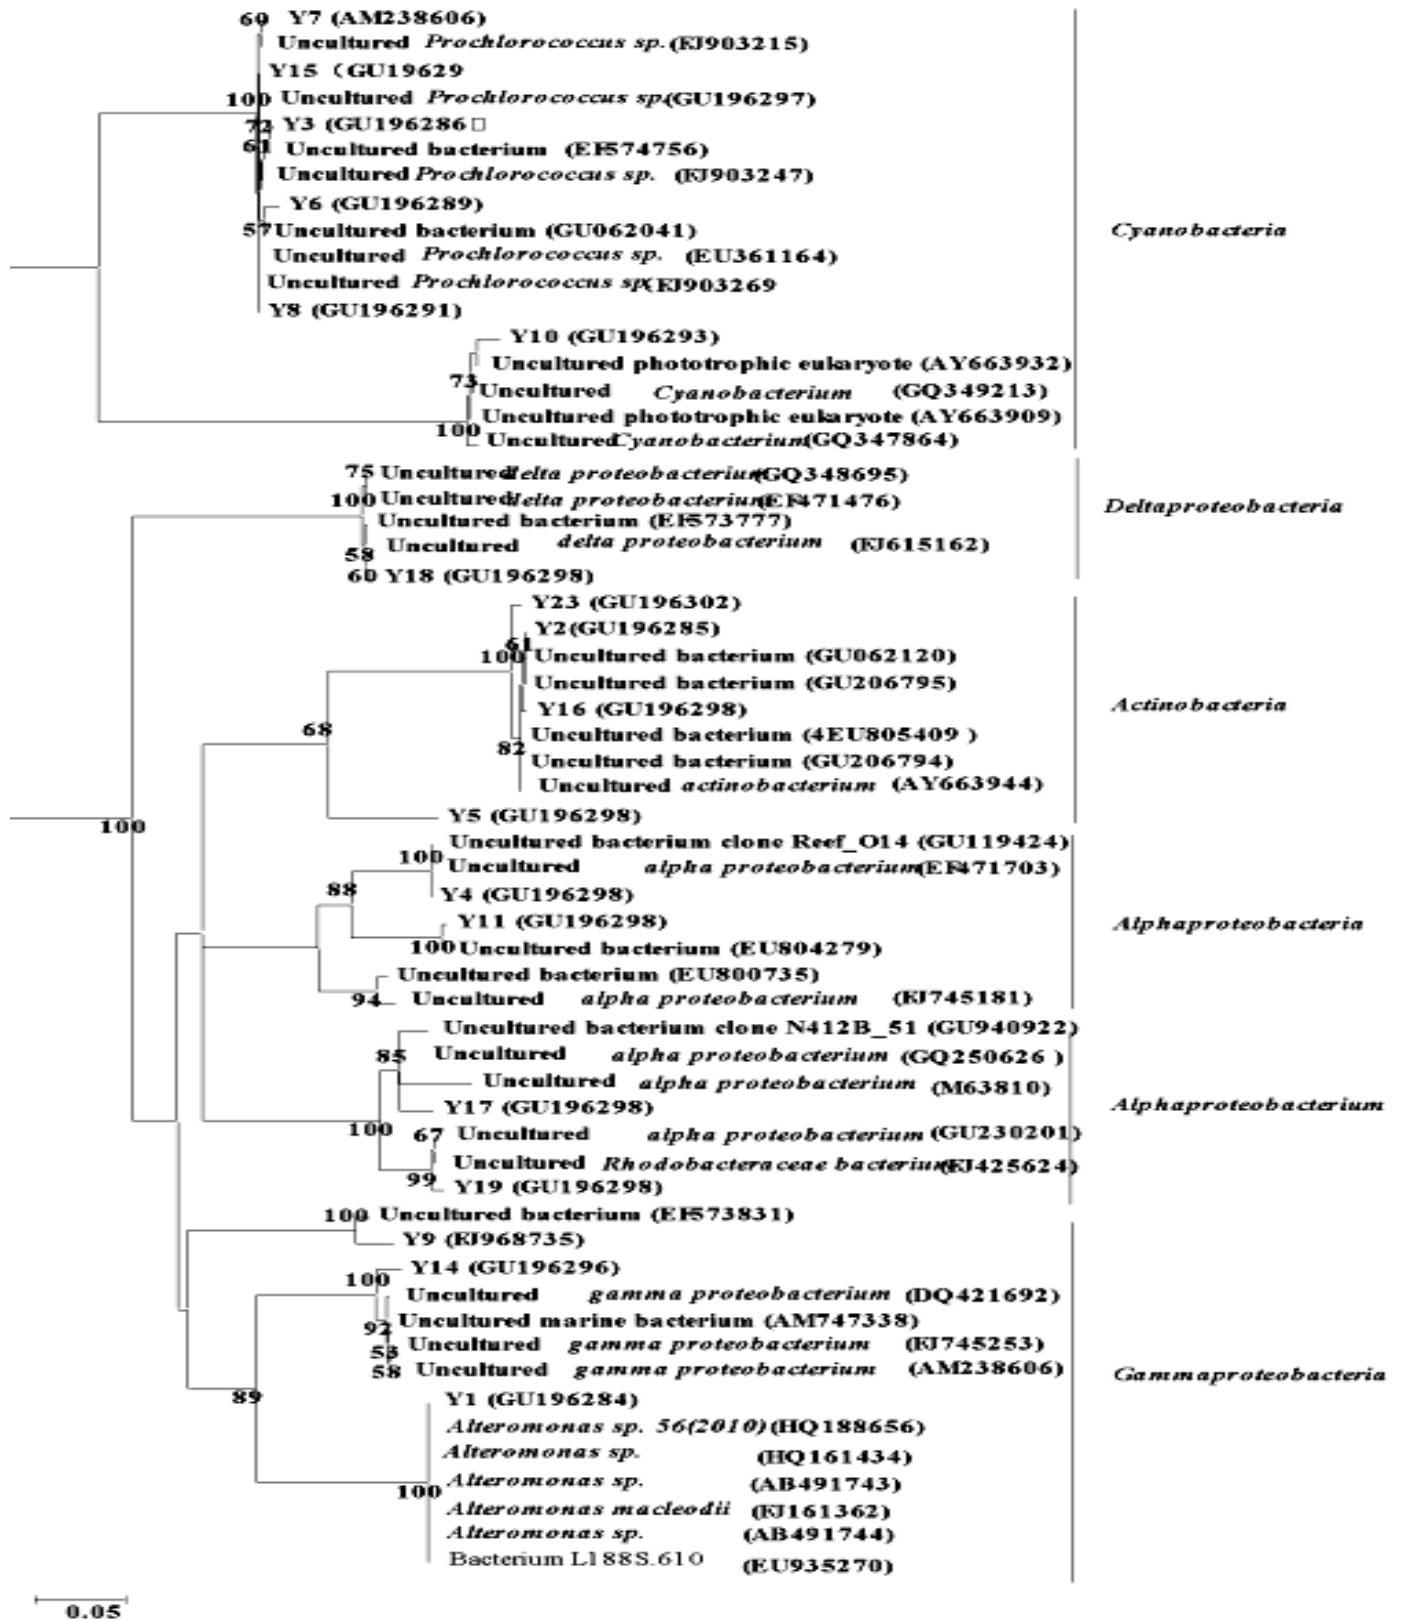 60 Y7 (AM238606)
Uncultured Prochlorococcus sp. (FJ903215)
Y15 (GU19629
100 Uncultured Prochlorococcus sp. (GU196297)
72 Y3 (GU196286□
61 Uncultured bacterium (EF574756)
Uncultured Prochlorococcus sp. (FJ903247)
Y6 (GU196289)
57 Uncultured bacterium (GU062041)
Cyanobacteria
Uncultured Prochlorococcus sp. (EU361164)
Uncultured Prochlorococcus sp(FJ903269
Y8 (GU196291)
Y10 (GU196293)
Uncultured phototrophic eukaryote (AY663932)
73 Uncultured Cyanobacterium (GQ349213)
Uncultured phototrophic eukaryote (AY663909)
100 Uncultured Cyanobacterium(GQ347864)
75 Uncultured delta proteobacterium(GQ348695)
100 Uncultured delta proteobacterium(EF471476)
Deltaproteobacteria
Uncultured bacterium (EF573777)
58 Uncultured delta proteobacterium (FJ615162)
60 Y18 (GU196298)
Y23 (GU196302)
Y2(GU196285)
61
100 Uncultured bacterium (GU062120)
Uncultured bacterium (GU206795)
Y16 (GU196298)
Actinobacteria
68
Uncultured bacterium (4EU805409 )
82
Uncultured bacterium (GU206794)
Uncultured actinobacterium (AY663944)
Y5 (GU196298)
100
Uncultured bacterium clone Reef_O14 (GU119424)
100 Uncultured alpha proteobacterium(EF471703)
88 Y4 (GU196298)
Y11 (GU196298)
Alphaproteobacteria
100 Uncultured bacterium (EU804279)
Uncultured bacterium (EU800735)
94 Uncultured alpha proteobacterium (FJ745181)
Uncultured bacterium clone N412B_51 (GU940922)
85 Uncultured alpha proteobacterium (GQ250626 )
Uncultured alpha proteobacterium (M63810)
Y17 (GU196298)
Alphaproteobacterium
100 67 Uncultured alpha proteobacterium (GU230201)
Uncultured Rhodobacteraceae bacterium(FJ425624)
99 Y19 (GU196298)
100 Uncultured bacterium (EF573831)
Y9 (FJ968735)
Y14 (GU196296)
100
Uncultured gamma proteobacterium (DQ421692)
92 Uncultured marine bacterium (AM747338)
53 Uncultured gamma proteobacterium (FJ745253)
58 Uncultured gamma proteobacterium (AM238606)
Gammaproteobacteria
89 Y1 (GU196284)
Alteromonas sp. 56(2010)(HQ188656)
Alteromonas sp. (HQ161434)
Alteromonas sp. (AB491743)
100
Alteromonas macleodii (FJ161362)
Alteromonas sp. (AB491744)
Bacterium L188S.610 (EU935270)
0.05